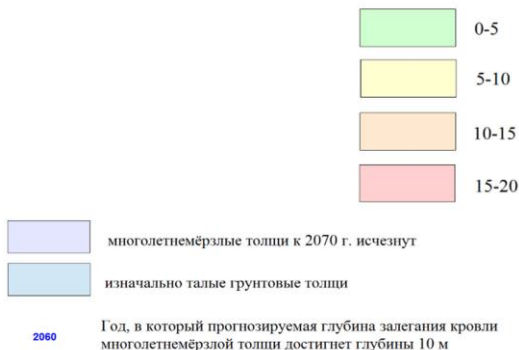 0-5
5-10
10-15
15-20
многолетнемёрзлые толщи к 2070 г. исчезнут
изначально талые грунтовые толщи
2060
Год, в который прогнозируемая глубина залегания кровли
многолетнемёрзлой толщи достигнет глубины 10 м